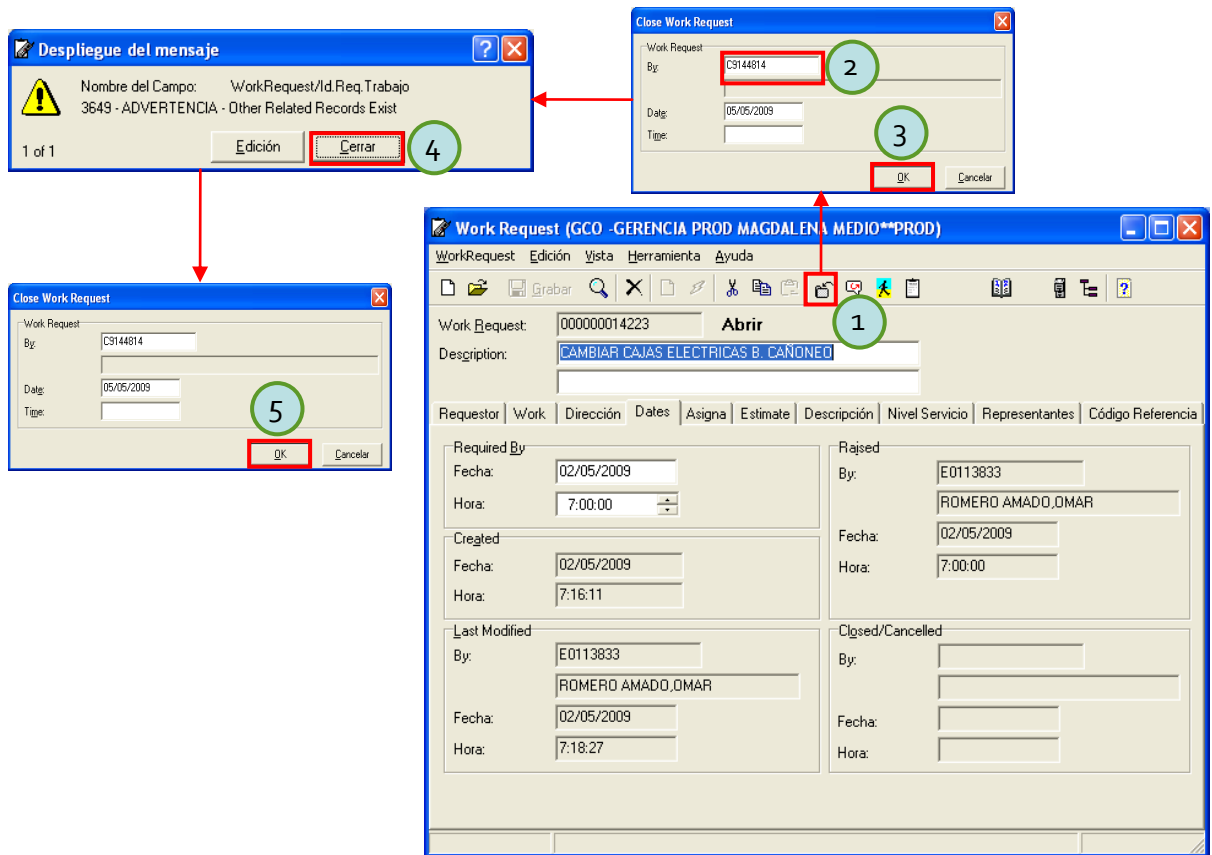 Despliegue del mensaje
Nombre del Campo: WorkRequest/Id.Req.Trabajo
3649 - ADVERTENCIA - Other Related Records Exist
1 of 1
Edición
Cerrar
4
Close Work Request
Work Request
By:
C9144814
2
Date:
05/05/2009
Time:
3
OK
Cancelar
Close Work Request
Work Request
By:
C9144814
Date:
05/05/2009
Time:
5
OK
Cancelar
Work Request (GCO -GERENCIA PROD MAGDALENA MEDIO**PROD)
WorkRequest Edición Vista Herramienta Ayuda
Grabar
1
Work Request: 000000014223 Abrir
Description: CAMBIAR CAJAS ELECTRICAS B. CAÑONEO
Requestor Work Dirección Dates Asigna Estimate Descripción Nivel Servicio Representantes Código Referencia
Required By
Fecha: 02/05/2009
Hora: 7:00:00
Created
Fecha: 02/05/2009
Hora: 7:16:11
Last Modified
By: E0113833
ROMERO AMADO,OMAR
Fecha: 02/05/2009
Hora: 7:18:27
Raised
By: E0113833
ROMERO AMADO,OMAR
Fecha: 02/05/2009
Hora: 7:00:00
Closed/Cancelled
By:
Fecha:
Hora: